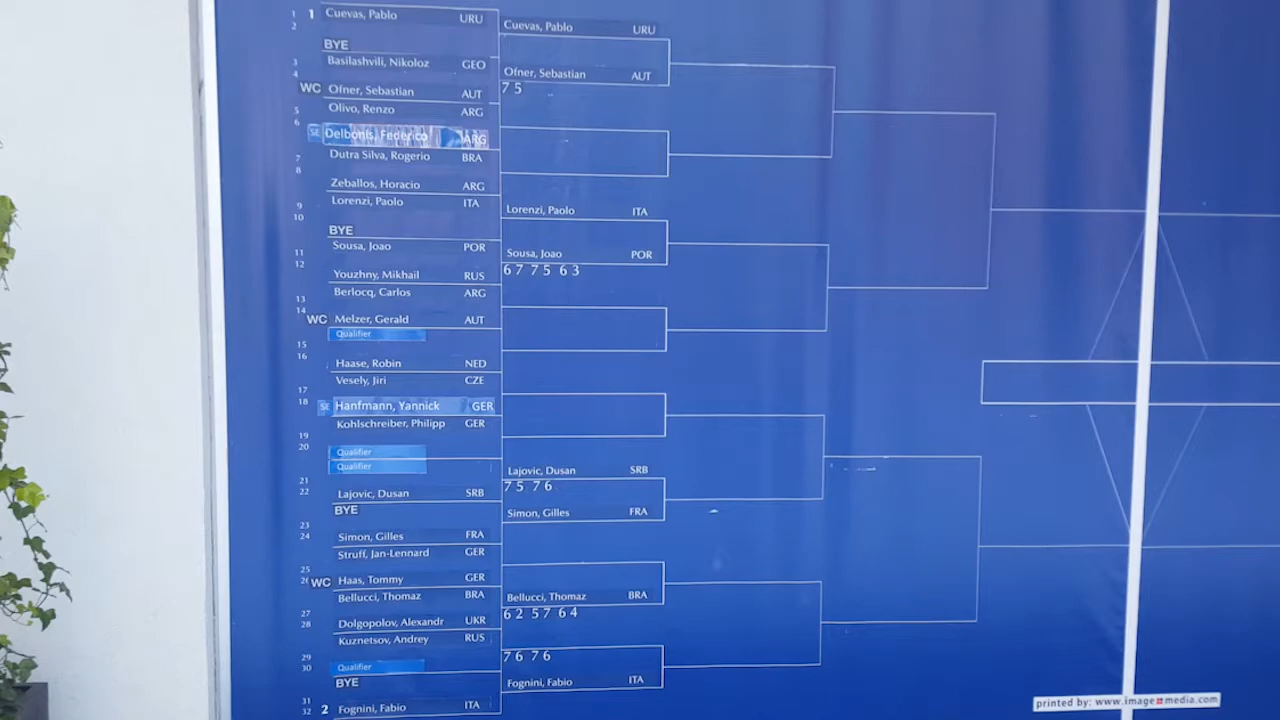 1 1 Cuevas, Pablo URU
2 BYE
3 Basilashvili, Nikoloz GEO
4 WC Ofner, Sebastian AUT
5 Olivo, Renzo ARG
6 SE Delbonis, Federico ARG
7 Dutra Silva, Rogerio BRA
8 Zeballos, Horacio ARG
9 Lorenzi, Paolo ITA
10 BYE
11 Sousa, Joao POR
12 Youzhny, Mikhail RUS
13 Berlocq, Carlos ARG
14 WC Melzer, Gerald AUT
15 Qualifier
16 Haase, Robin NED
17 Vesely, Jiri CZE
18 SE Hanfmann, Yannick GER
19 Kohlschreiber, Philipp GER
20 Qualifier
21 Qualifier
22 Lajovic, Dusan SRB
BYE
23 Simon, Gilles FRA
24 Struff, Jan-Lennard GER
25 WC Haas, Tommy GER
26 Bellucci, Thomaz BRA
27 Dolgopolov, Alexandr UKR
28 Kuznetsov, Andrey RUS
29 Qualifier
30 BYE
31
32 2 Fognini, Fabio ITA
Cuevas, Pablo URU
Ofner, Sebastian AUT
7 5
Lorenzi, Paolo ITA
Sousa, Joao POR
6 7 7 5 6 3
Lajovic, Dusan SRB
7 5 7 6
Simon, Gilles FRA
Bellucci, Thomaz BRA
6 2 5 7 6 4
7 6 7 6
Fognini, Fabio ITA
printed by: www.image-media.com